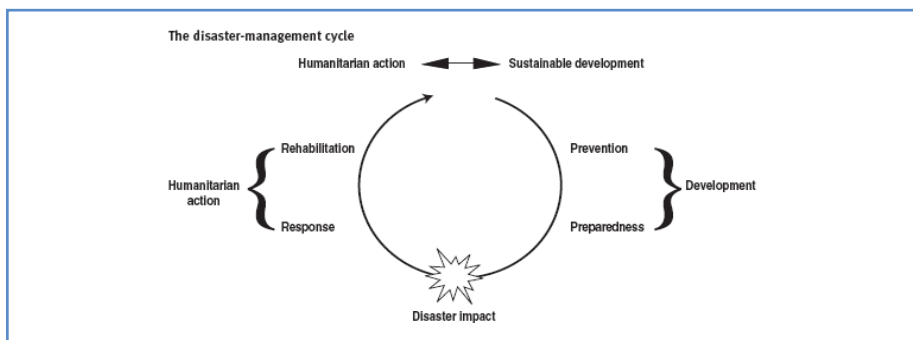 The disaster-management cycle
Humanitarian action Sustainable development
Rehabilitation Prevention
Humanitarian action Development
Response Preparedness
Disaster impact